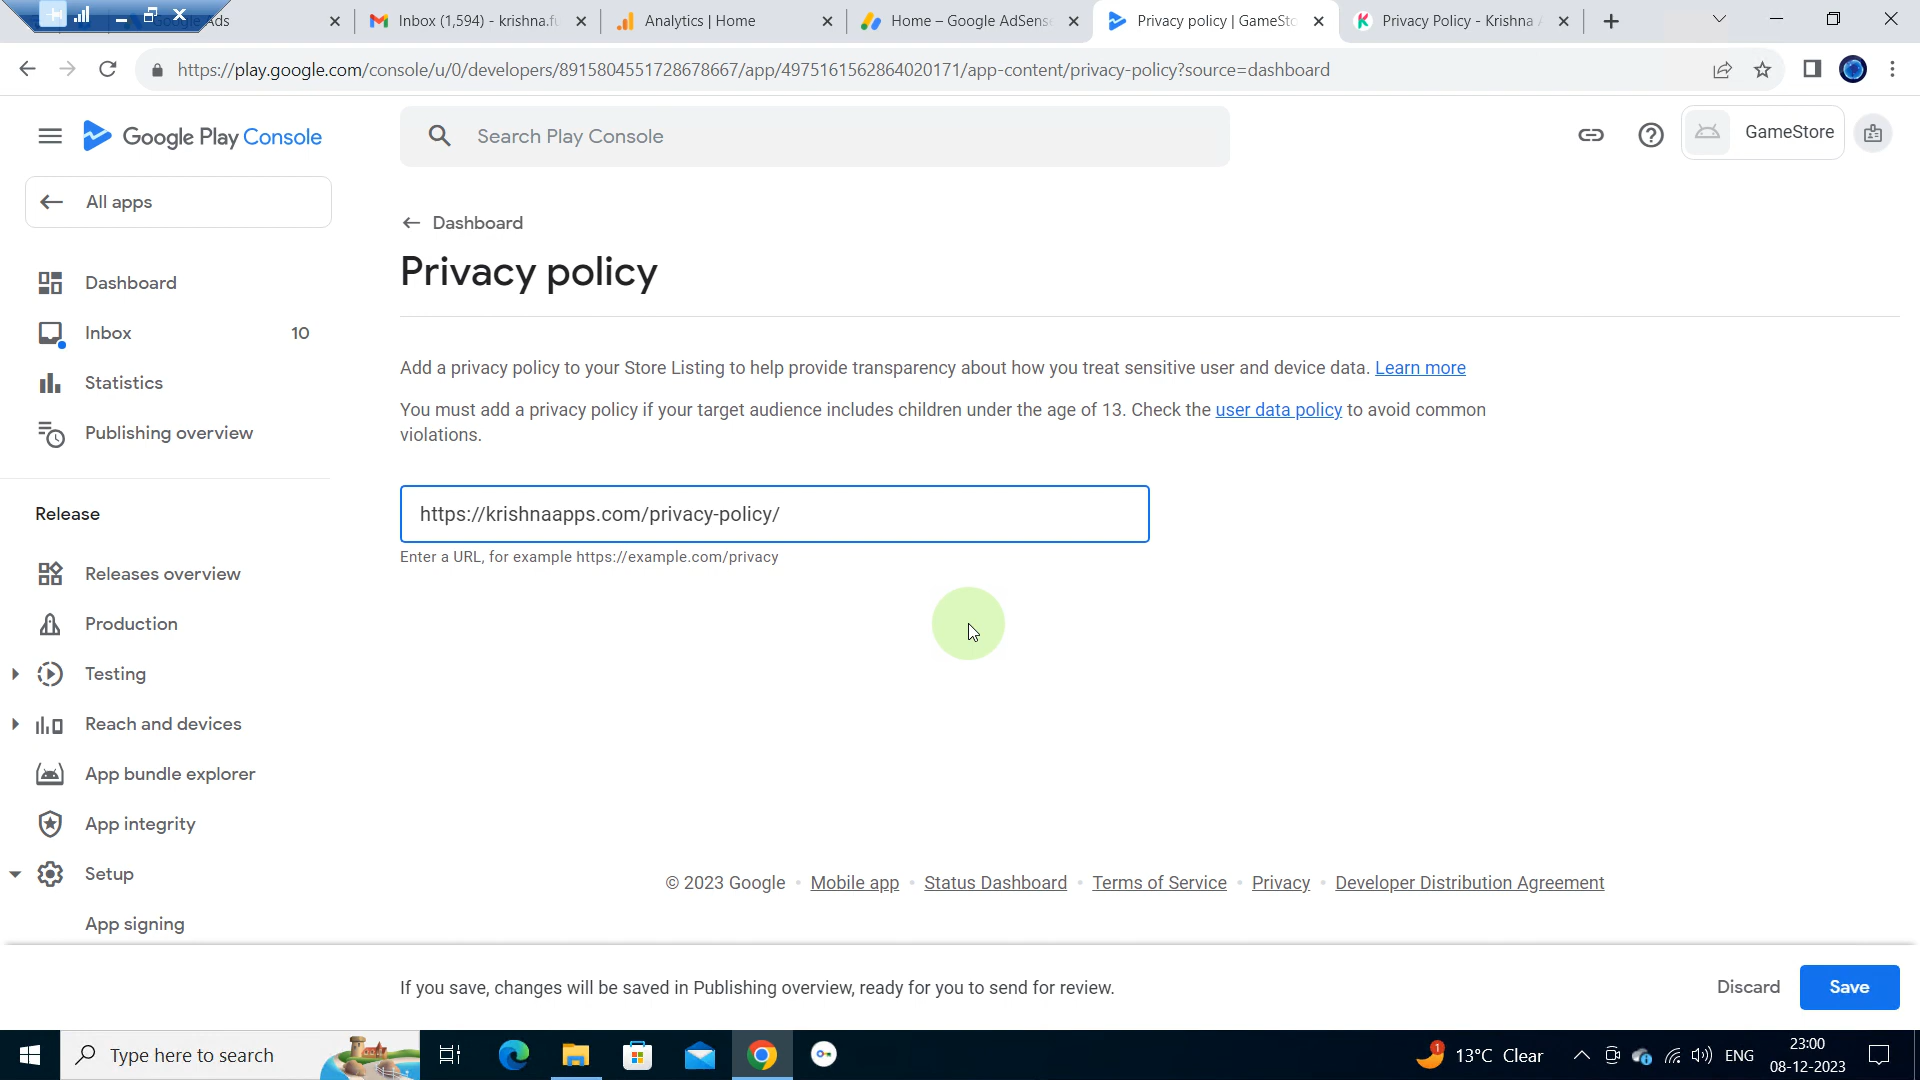 Ads
Inbox (1,594) - krishna.fu
Analytics | Home
Home – Google AdSense
Privacy policy | GameSto
Privacy Policy - Krishna A
https://play.google.com/console/u/0/developers/8915804551728678667/app/4975161562864020171/app-content/privacy-policy?source=dashboard
Google Play Console
Search Play Console
GameStore
All apps
Dashboard
Privacy policy
Dashboard
Inbox 10
Statistics
Publishing overview
Add a privacy policy to your Store Listing to help provide transparency about how you treat sensitive user and device data. Learn more
You must add a privacy policy if your target audience includes children under the age of 13. Check the user data policy to avoid common
violations.
https://krishnaapps.com/privacy-policy/
Enter a URL, for example https://example.com/privacy
Release
Releases overview
Production
Testing
Reach and devices
App bundle explorer
App integrity
Setup
App signing
© 2023 Google • Mobile app • Status Dashboard • Terms of Service • Privacy • Developer Distribution Agreement
If you save, changes will be saved in Publishing overview, ready for you to send for review.
Discard
Save
Type here to search
1
13°C Clear
ENG
23:00
08-12-2023